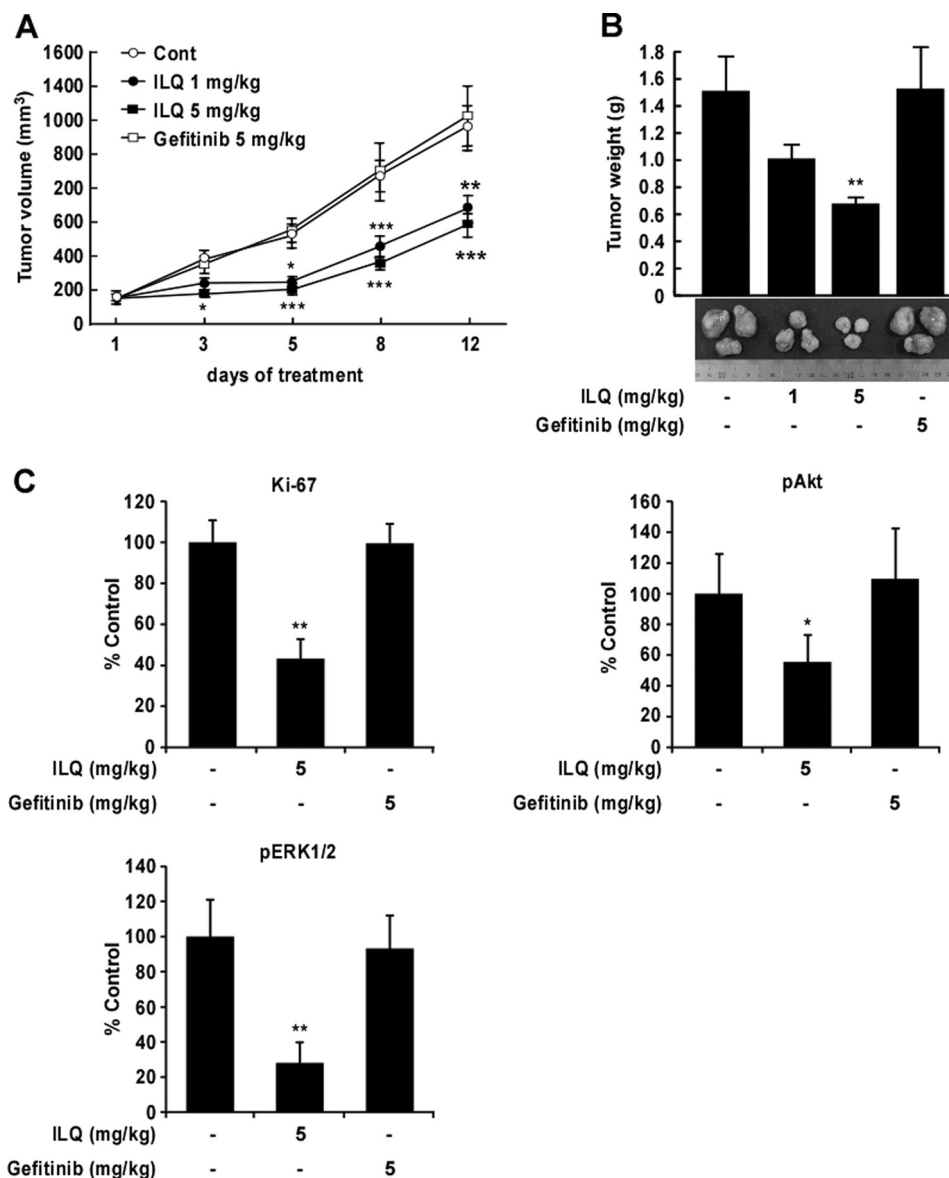 A
1600
1400
1000
800
200
600
400
200
0
Tumor volume (mm³)
Cont
ILQ 1 mg/kg
ILQ 5 mg/kg
Gefitinib 5 mg/kg
*
*
***
***
***
**
***
1 3 5 8 12
days of treatment
B
1.8
1.6
1.4
1.2
1.0
0.8
0.6
0.4
0.2
0
Tumor weight (g)
**
ILQ (mg/kg) - 1 5 -
Gefitinib (mg/kg) - - - 5
C
Ki-67
120
100
80
60
40
20
0
% Control
**
ILQ (mg/kg) - 5 -
Gefitinib (mg/kg) - - 5
pAkt
160
140
120
100
80
60
40
20
0
% Control
*
ILQ (mg/kg) - 5 -
Gefitinib (mg/kg) - - 5
pERK1/2
140
120
100
80
60
40
20
0
% Control
**
ILQ (mg/kg) - 5 -
Gefitinib (mg/kg) - - 5